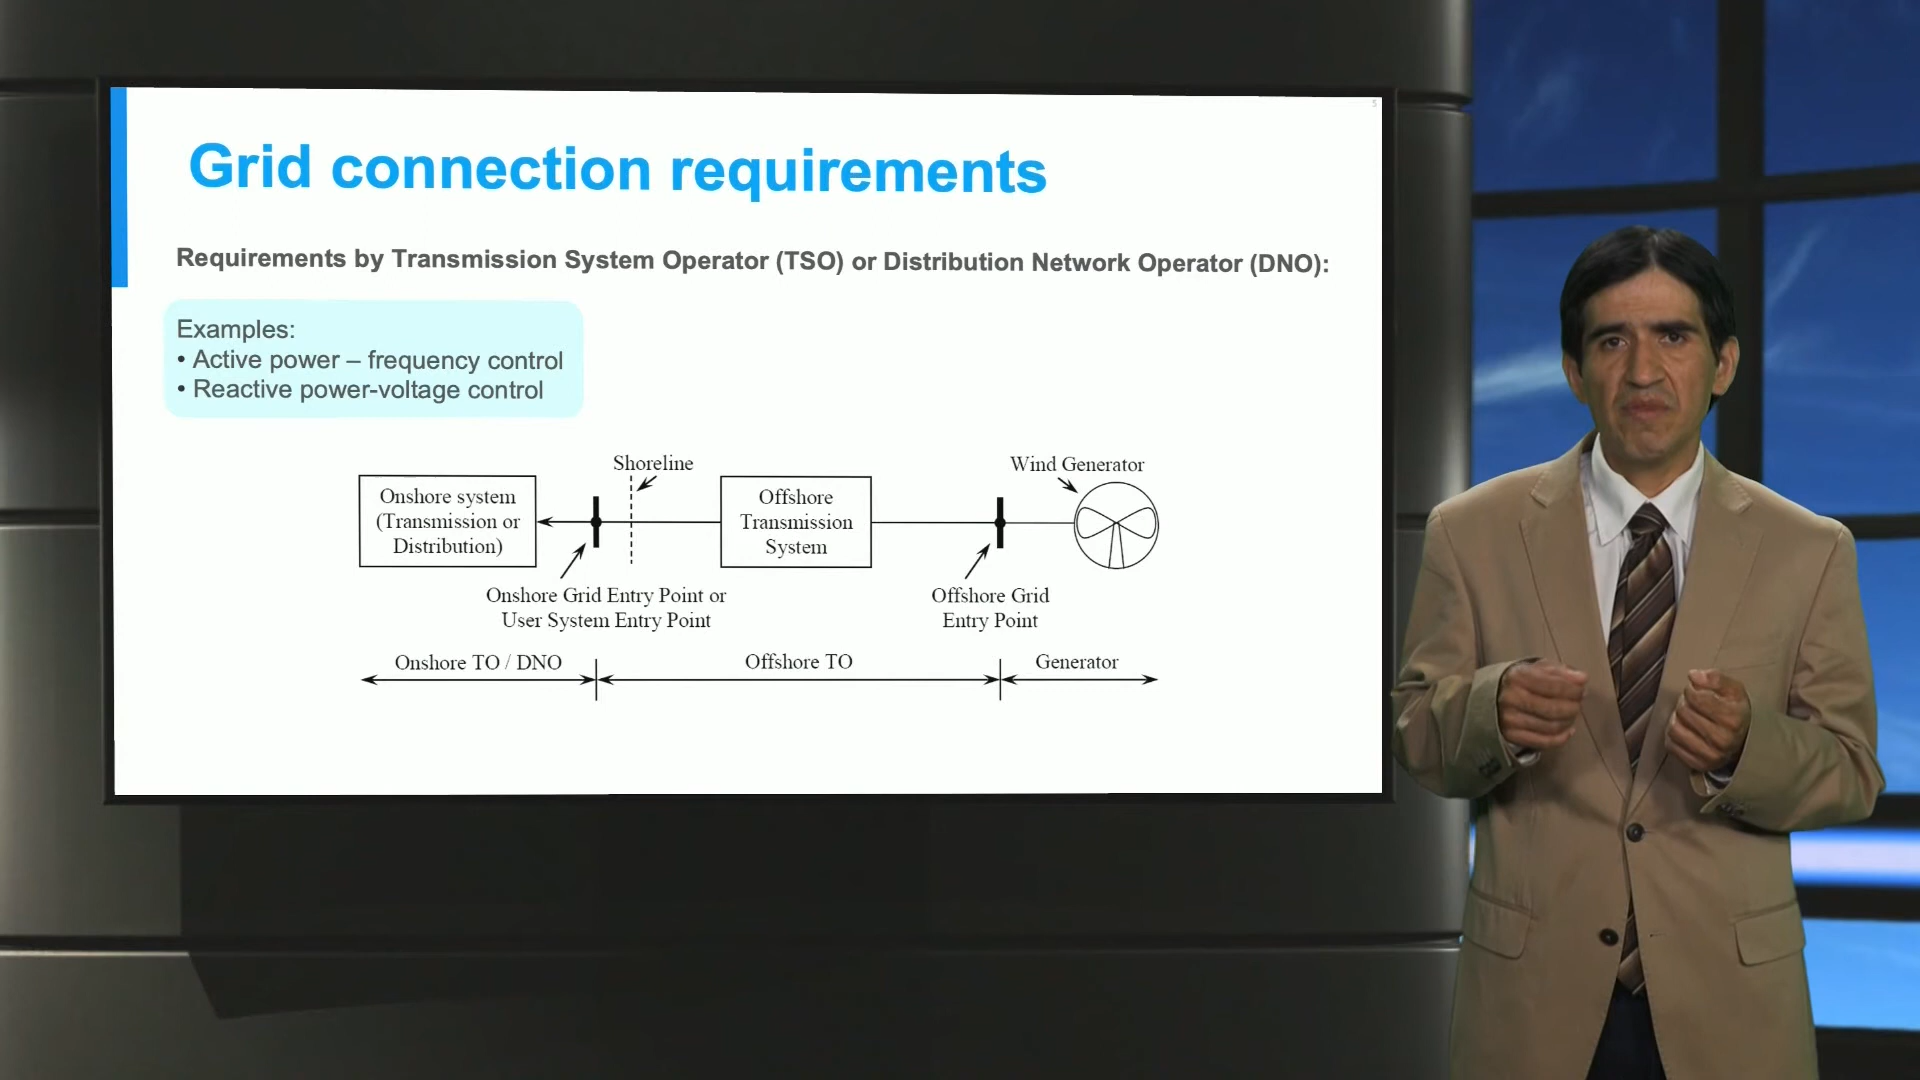 5
Grid connection requirements
Requirements by Transmission System Operator (TSO) or Distribution Network Operator (DNO):
Examples:
• Active power – frequency control
• Reactive power-voltage control
Shoreline
Wind Generator
Onshore system
(Transmission or
Distribution)
Offshore
Transmission
System
Onshore Grid Entry Point or
User System Entry Point
Offshore Grid
Entry Point
Onshore TO / DNO
Offshore TO
Generator